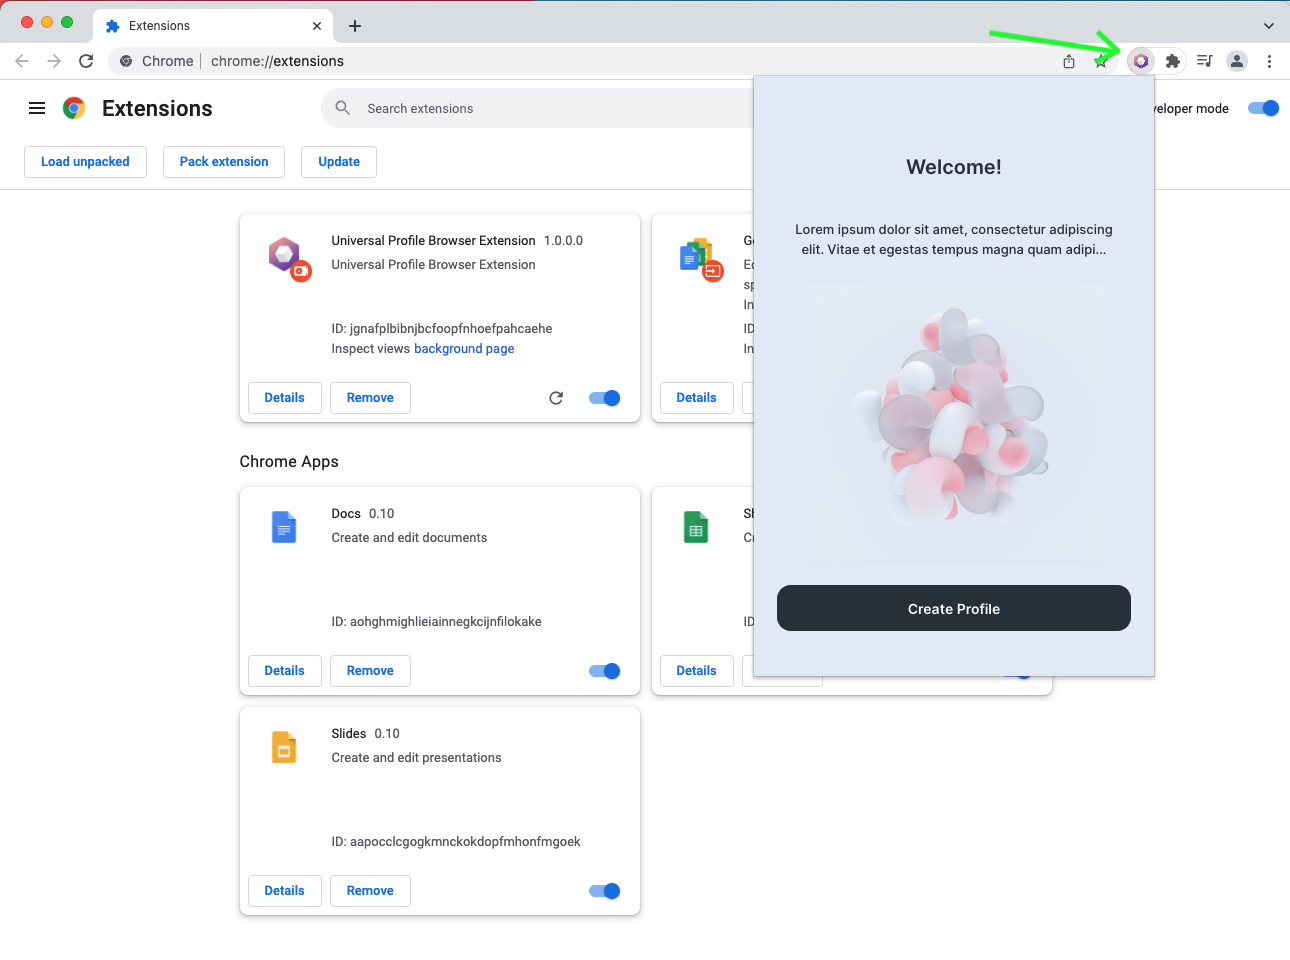 Extensions
Chrome
chrome://extensions
Extensions
Search extensions
veloper mode
Load unpacked
Pack extension
Update
Universal Profile Browser Extension 1.0.0.0
Universal Profile Browser Extension
ID: jgnafplbibnjbcfoopfnhoefpahcaehe
Inspect views background page
Details
Remove
ID
In
Details
Chrome Apps
Docs 0.10
Create and edit documents
ID: aohghmighlieiainnegkcijnfilokake
Details
Remove
ID
Details
Slides 0.10
Create and edit presentations
ID: aapocclcgogkmnckokdopfmhonfmgoek
Details
Remove
Welcome!
Lorem ipsum dolor sit amet, consectetur adipiscing
elit. Vitae et egestas tempus magna quam adipi...
Create Profile